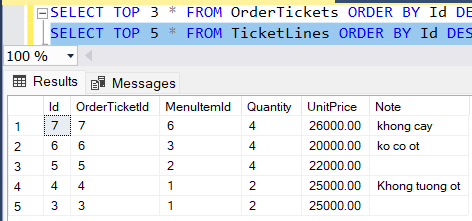 SELECT TOP 3 * FROM OrderTickets ORDER BY Id DES
SELECT TOP 5 * FROM TicketLines ORDER BY Id DES
100 %
Results Messages
Id OrderTicketId MenuItemId Quantity UnitPrice Note
1 7 7 6 4 26000.00 khong cay
2 6 6 3 4 20000.00 ko co ot
3 5 5 2 4 22000.00
4 4 4 1 2 25000.00 Khong tuong ot
5 3 3 1 2 25000.00